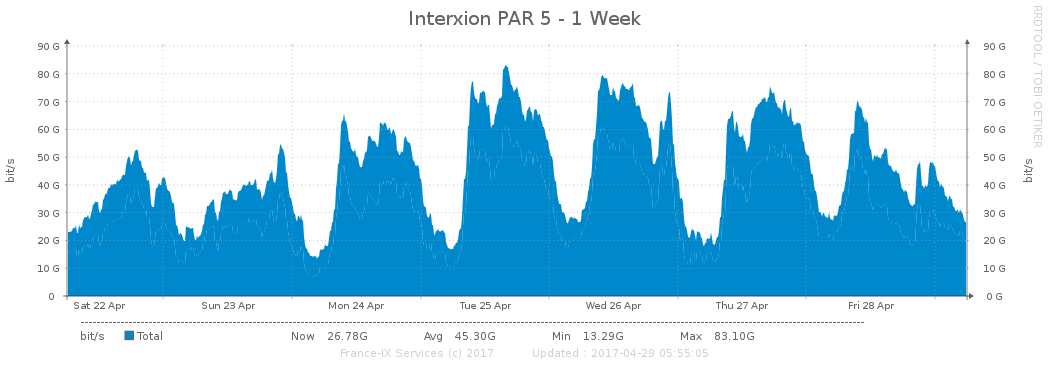 Interxion PAR 5 - 1 Week
RRDTOOL / TOBI OETIKER
90 G 90 G
80 G 80 G
70 G 70 G
60 G 60 G
50 G 50 G
40 G 40 G
30 G 30 G
20 G 20 G
10 G 10 G
0 0 G
bit/s
bit/s
Sat 22 Apr Sun 23 Apr Mon 24 Apr Tue 25 Apr Wed 26 Apr Thu 27 Apr Fri 28 Apr
bit/s Total Now 26.78G Avg 45.30G Min 13.29G Max 83.10G
France-IX Services (c) 2017 Updated : 2017-04-29 05:55:05